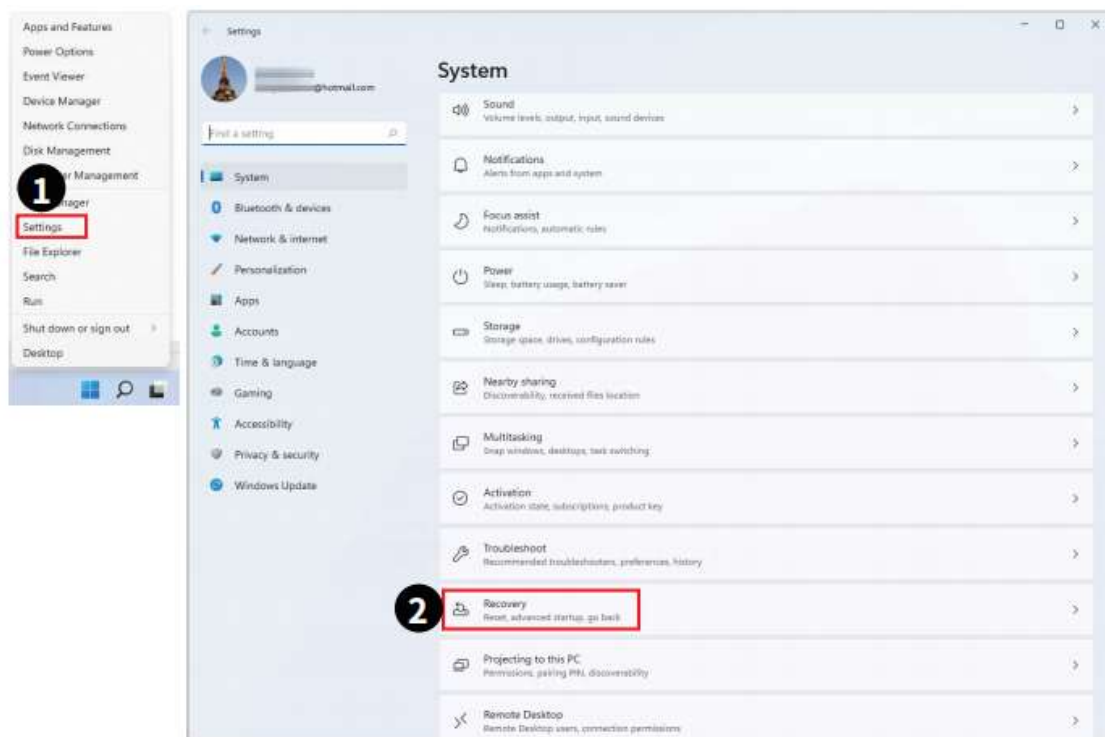 Apps and Features
Power Options
Event Viewer
Device Manager
Network Connections
Disk Management
er Management
1
nager
Settings
File Explorer
Search
Run
Shut down or sign out
Desktop
Settings
@hotmail.com
Find a setting
System
Bluetooth & devices
Network & internet
Personalization
Apps
Accounts
Time & language
Gaming
Accessibility
Privacy & security
Windows Update
System
Sound
Volume levels, output, input, sound devices
Notifications
Alerts from apps and system
Focus assist
Notifications, automatic rules
Power
Sleep, battery usage, battery saver
Storage
Storage space, drives, configuration rules
Nearby sharing
Discoverability, received files location
Multitasking
Snap windows, desktops, task switching
Activation
Activation state, subscriptions, product key
Troubleshoot
Recommended troubleshooters, preferences, history
2
Recovery
Reset, advanced startup, go back
Projecting to this PC
Permissions, pairing PIN, discoverability
Remote Desktop
Remote Desktop users, connection permissions